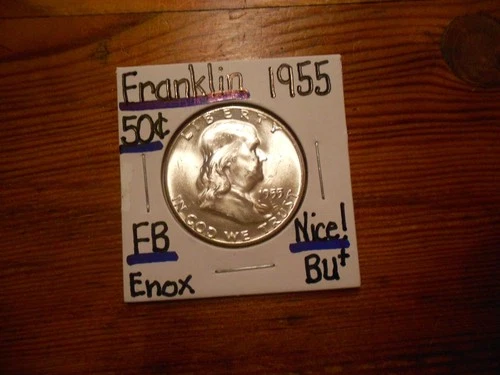 Franklin 1955
50¢
LIBERTY
1955
IN GOD WE TRUST
FB
Nice!
Enox
Bu+